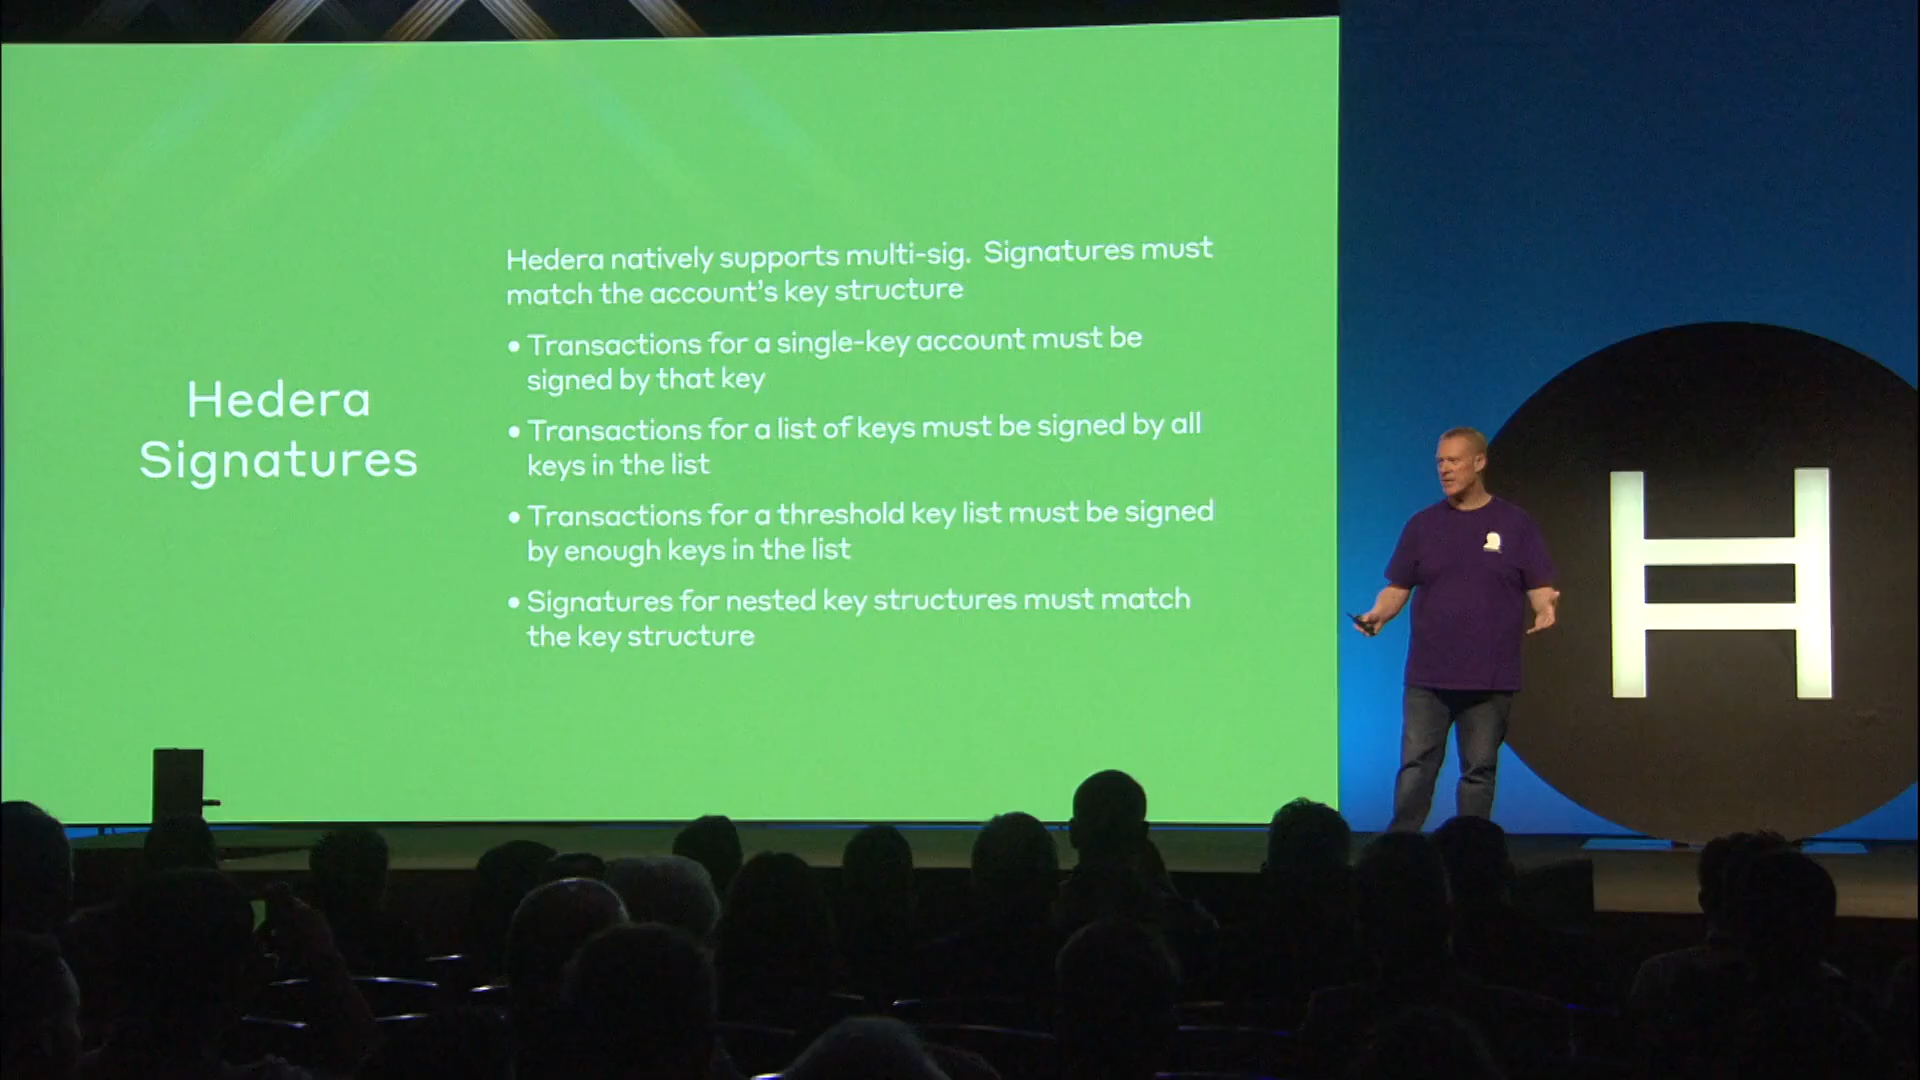 Hedera
Signatures
Hedera natively supports multi-sig.  Signatures must
match the account's key structure
• Transactions for a single-key account must be
signed by that key
• Transactions for a list of keys must be signed by all
keys in the list
• Transactions for a threshold key list must be signed
by enough keys in the list
• Signatures for nested key structures must match
the key structure
H